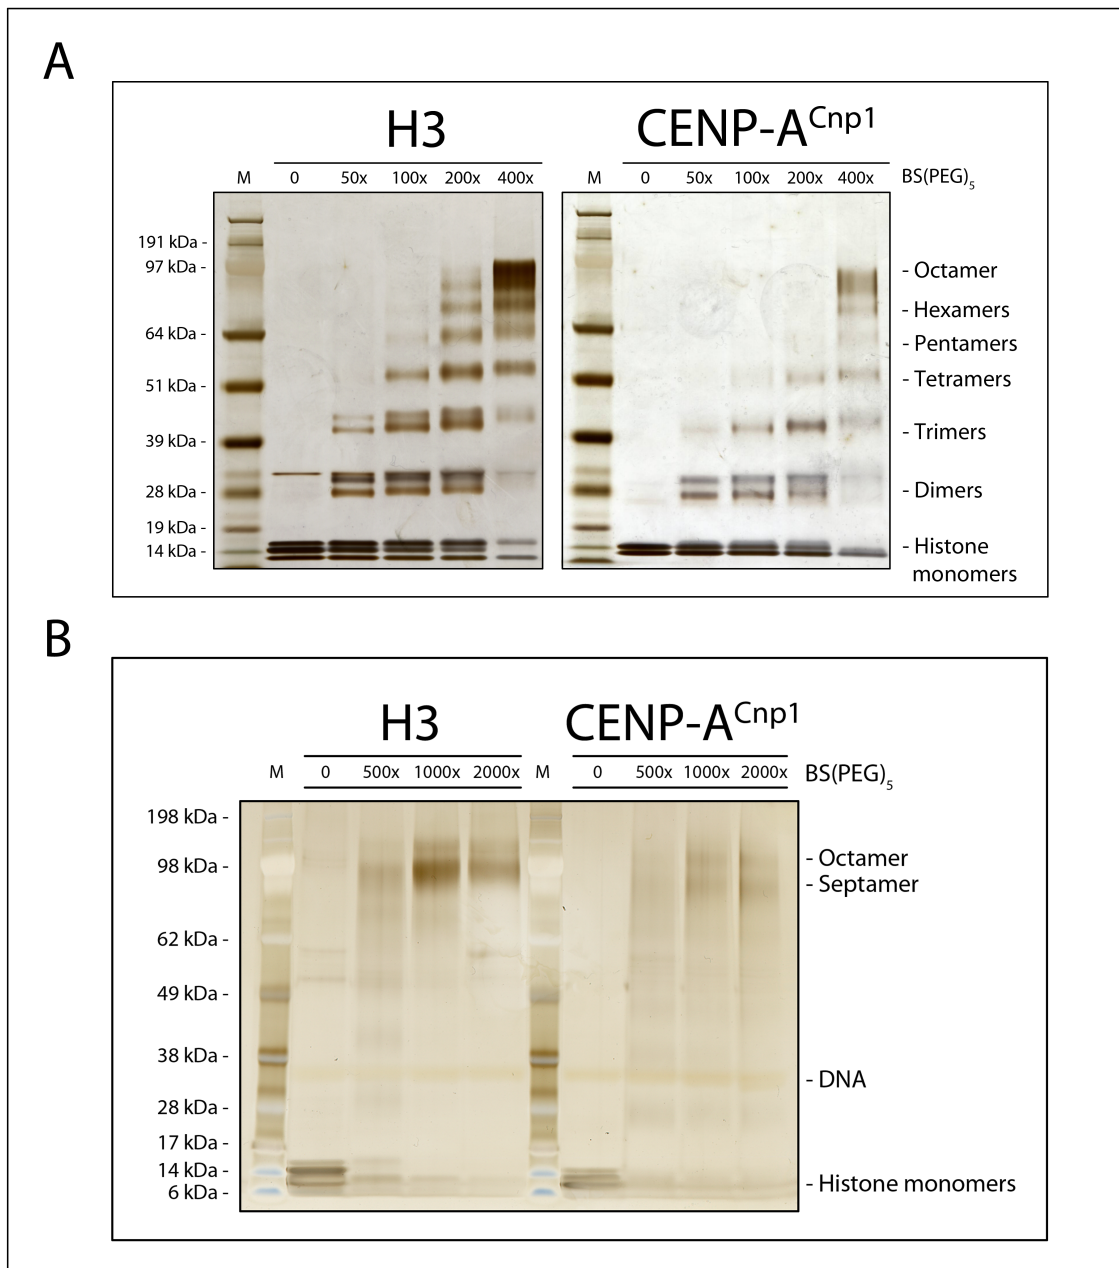 A
H3
CENP-A^Cnp1
M 0 50x 100x 200x 400x
M 0 50x 100x 200x 400x BS(PEG)₅
191 kDa -
97 kDa -
64 kDa -
51 kDa -
39 kDa -
28 kDa -
19 kDa -
14 kDa -
- Octamer
- Hexamers
- Pentamers
- Tetramers
- Trimers
- Dimers
- Histone
monomers
B
H3
CENP-A^Cnp1
M 0 500x 1000x 2000x M 0 500x 1000x 2000x BS(PEG)₅
198 kDa -
98 kDa -
62 kDa -
49 kDa -
38 kDa -
28 kDa -
17 kDa -
14 kDa -
6 kDa -
- Octamer
- Septamer
- DNA
- Histone monomers